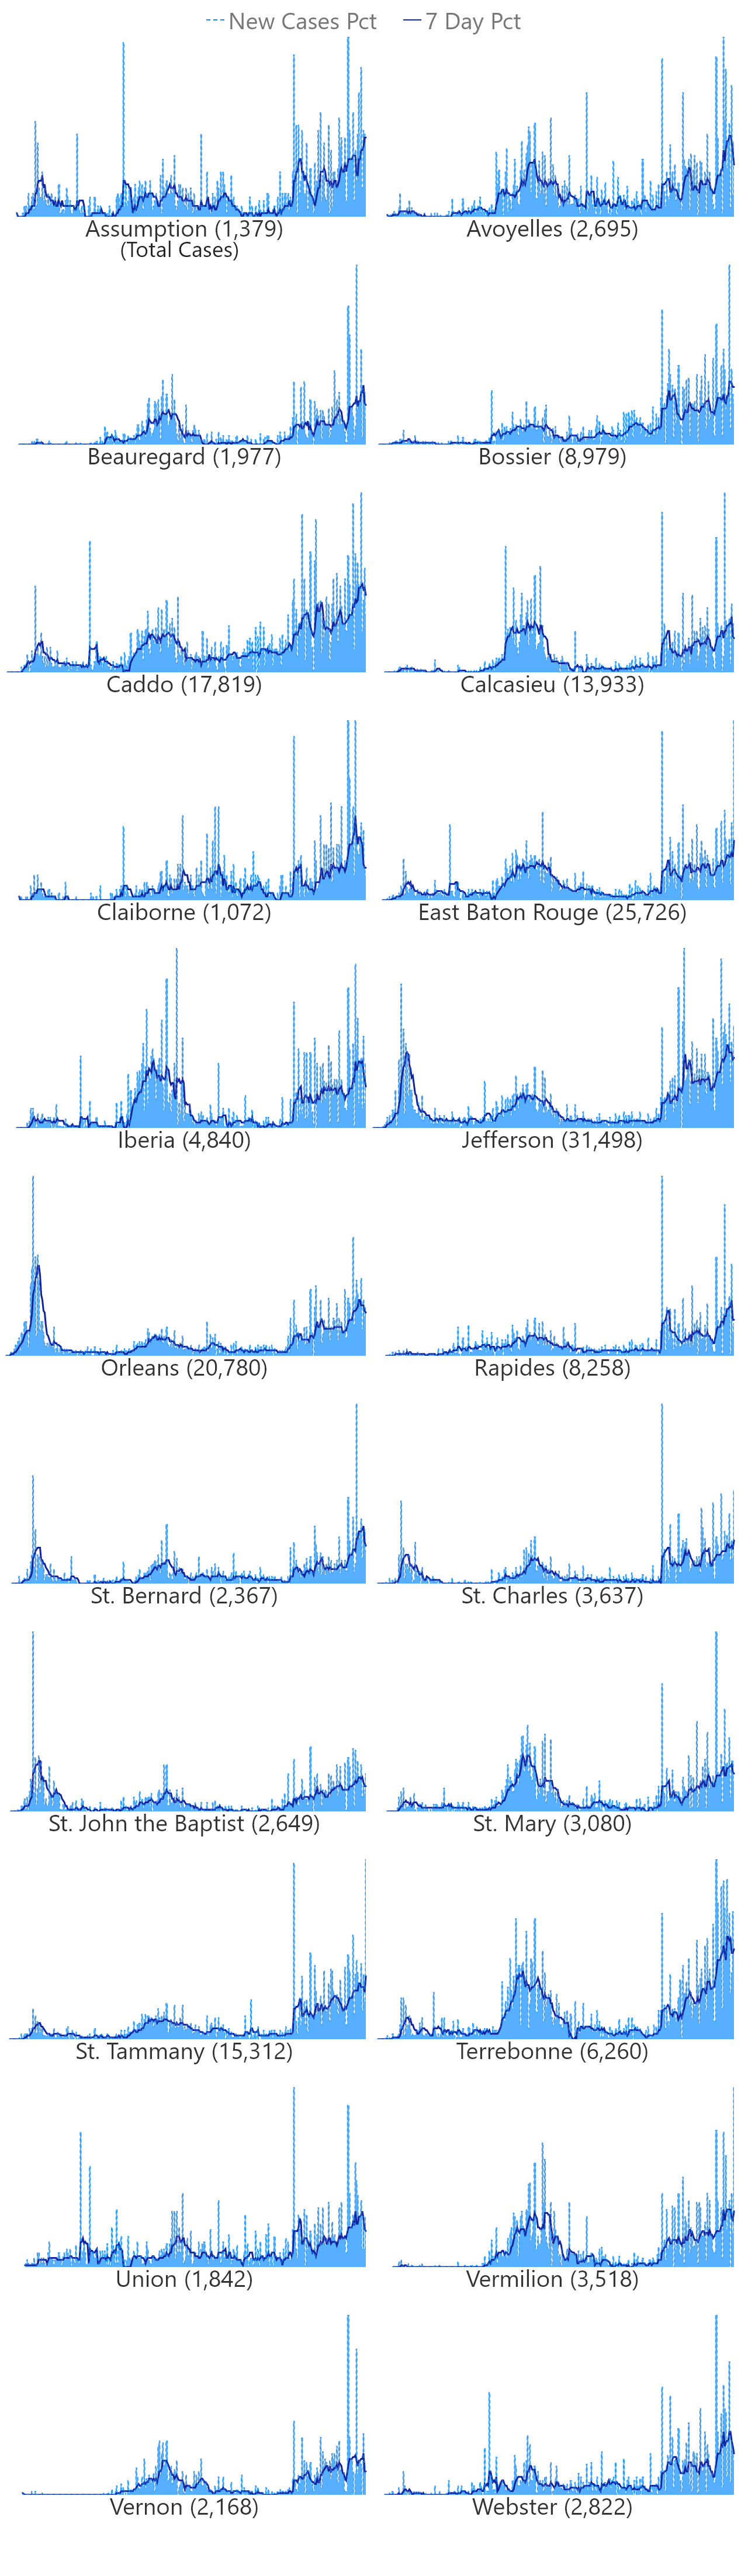 New Cases Pct 7 Day Pct
Assumption (1,379) Avoyelles (2,695)
(Total Cases)
Beauregard (1,977) Bossier (8,979)
Caddo (17,819) Calcasieu (13,933)
Claiborne (1,072) East Baton Rouge (25,726)
Iberia (4,840) Jefferson (31,498)
Orleans (20,780) Rapides (8,258)
St. Bernard (2,367) St. Charles (3,637)
St. John the Baptist (2,649) St. Mary (3,080)
St. Tammany (15,312) Terrebonne (6,260)
Union (1,842) Vermilion (3,518)
Vernon (2,168) Webster (2,822)